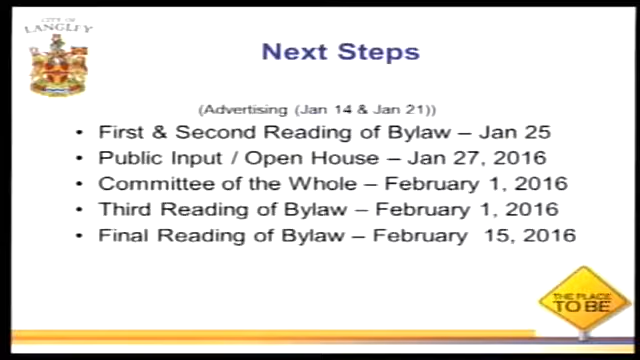 CITY OF
LANGLEY
Next Steps
(Advertising (Jan 14 & Jan 21))
• First & Second Reading of Bylaw – Jan 25
• Public Input / Open House – Jan 27, 2016
• Committee of the Whole – February 1, 2016
• Third Reading of Bylaw – February 1, 2016
• Final Reading of Bylaw – February 15, 2016
THE PLACE
TO BE